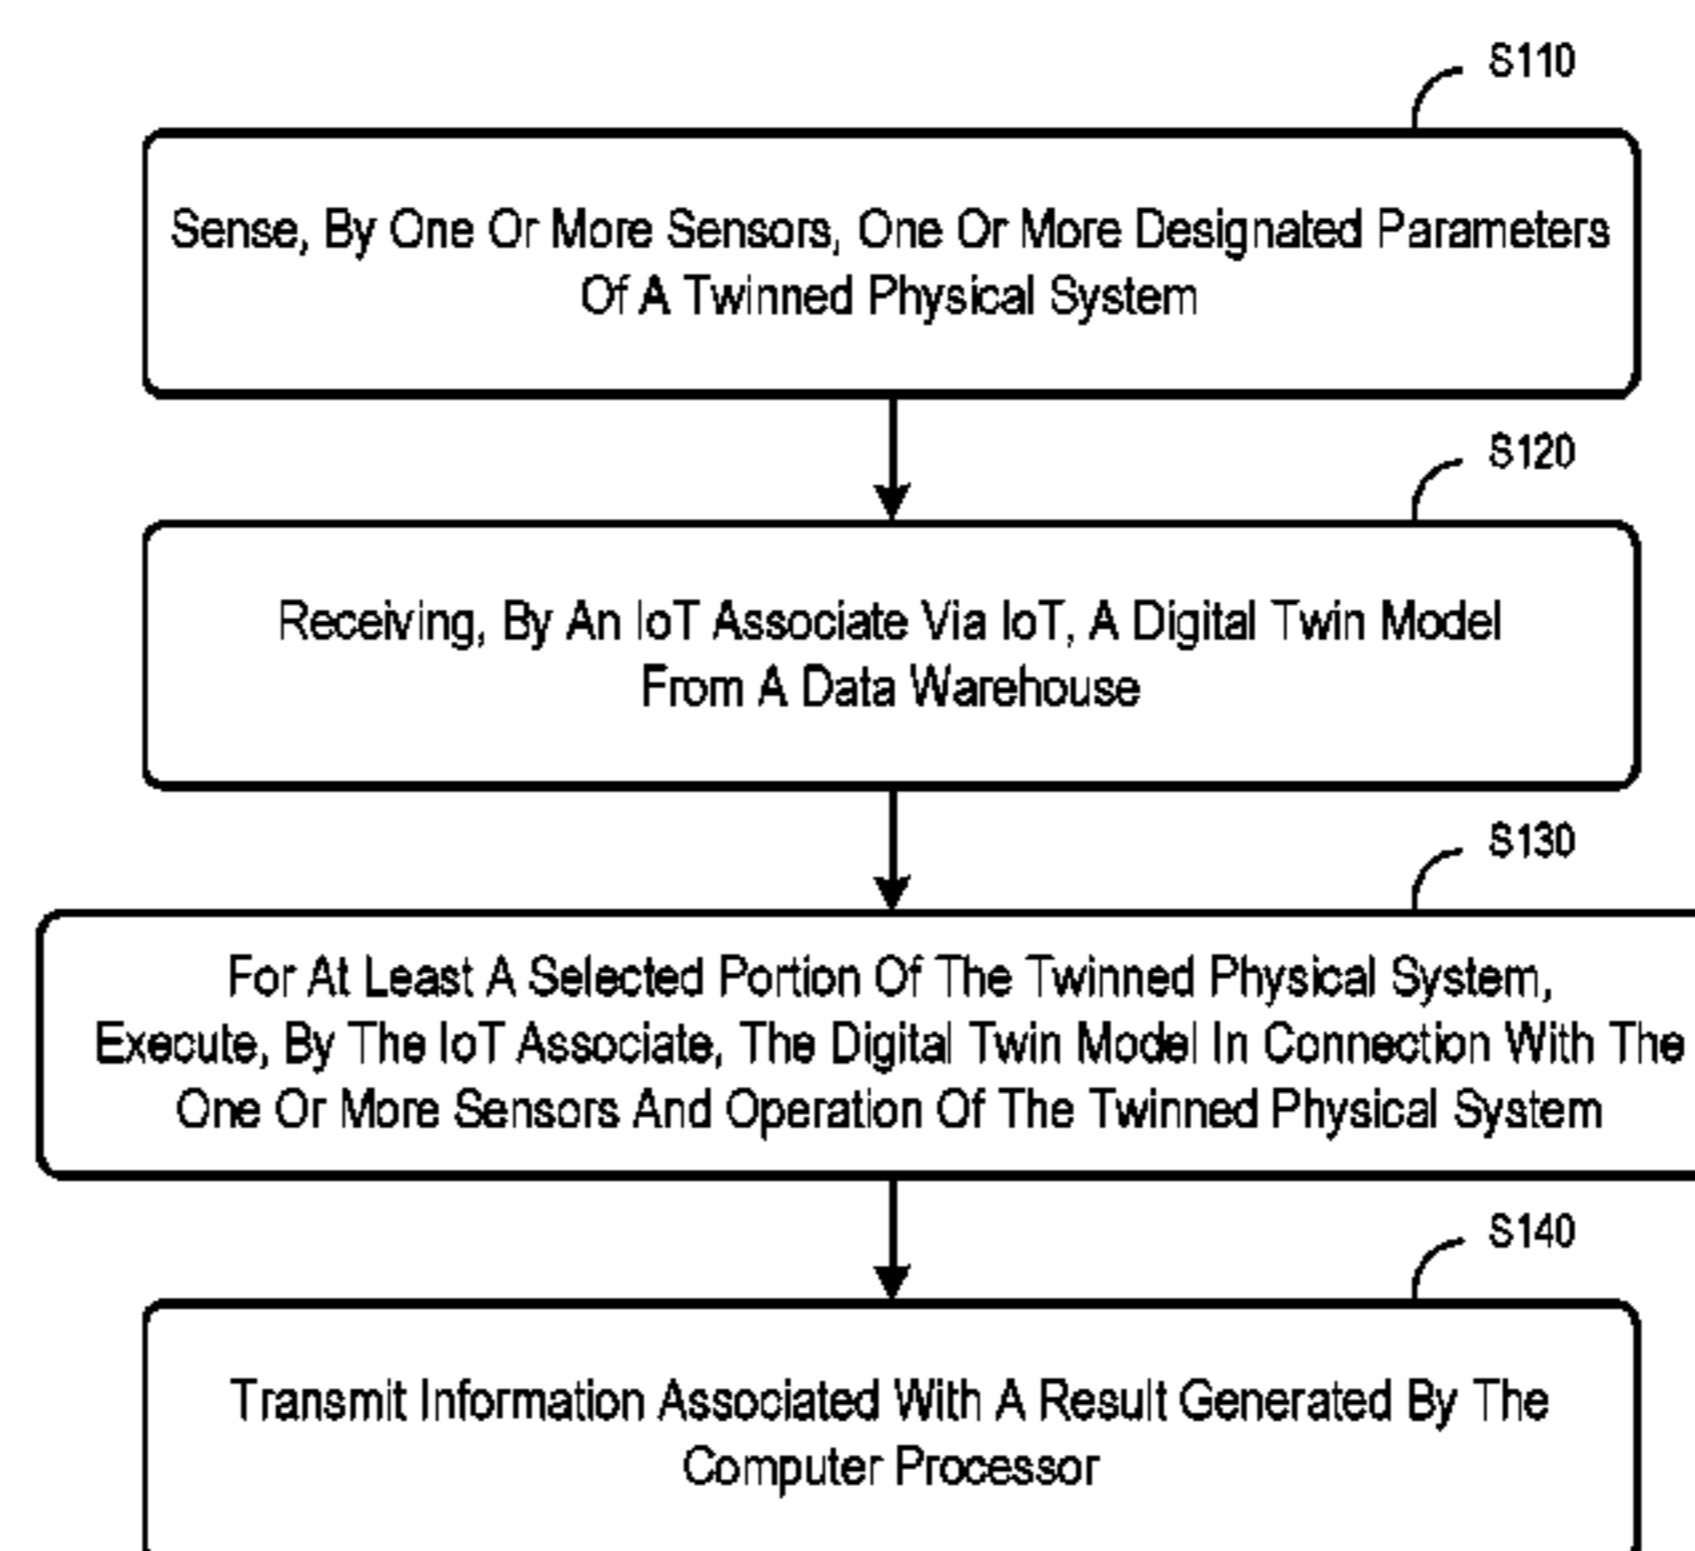 S110
Sense, By One Or More Sensors, One Or More Designated Parameters
Of A Twinned Physical System
S120
Receiving, By An IoT Associate Via IoT, A Digital Twin Model
From A Data Warehouse
S130
For At Least A Selected Portion Of The Twinned Physical System,
Execute, By The IoT Associate, The Digital Twin Model In Connection With The
One Or More Sensors And Operation Of The Twinned Physical System
S140
Transmit Information Associated With A Result Generated By The
Computer Processor